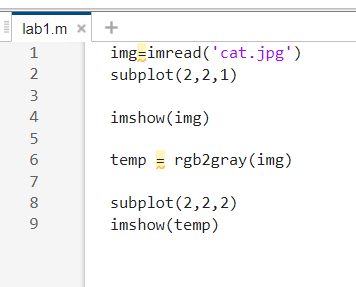 lab1.m × +
1 img=imread('cat.jpg')
2 subplot(2,2,1)
3
4 imshow(img)
5
6 temp = rgb2gray(img)
7
8 subplot(2,2,2)
9 imshow(temp)